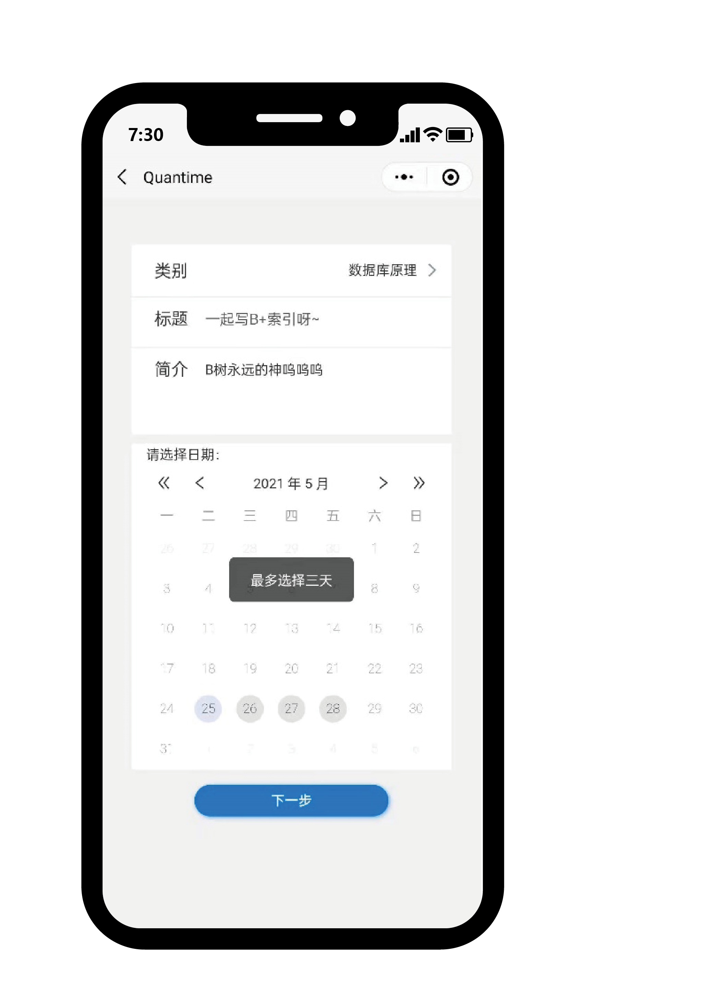 7:30
Quantime
类别 数据库原理
标题 一起写B+索引呀~
简介 B树永远的神呜呜呜
请选择日期:
« < 2021 年 5 月 > »
一 二 三 四 五 六 日
26 27 28 29 30 1 2
3 4 5 6 7 8 9
最多选择三天
10 11 12 13 14 15 16
17 18 19 20 21 22 23
24 25 26 27 28 29 30
31 1 2 3 4 5 6
下一步